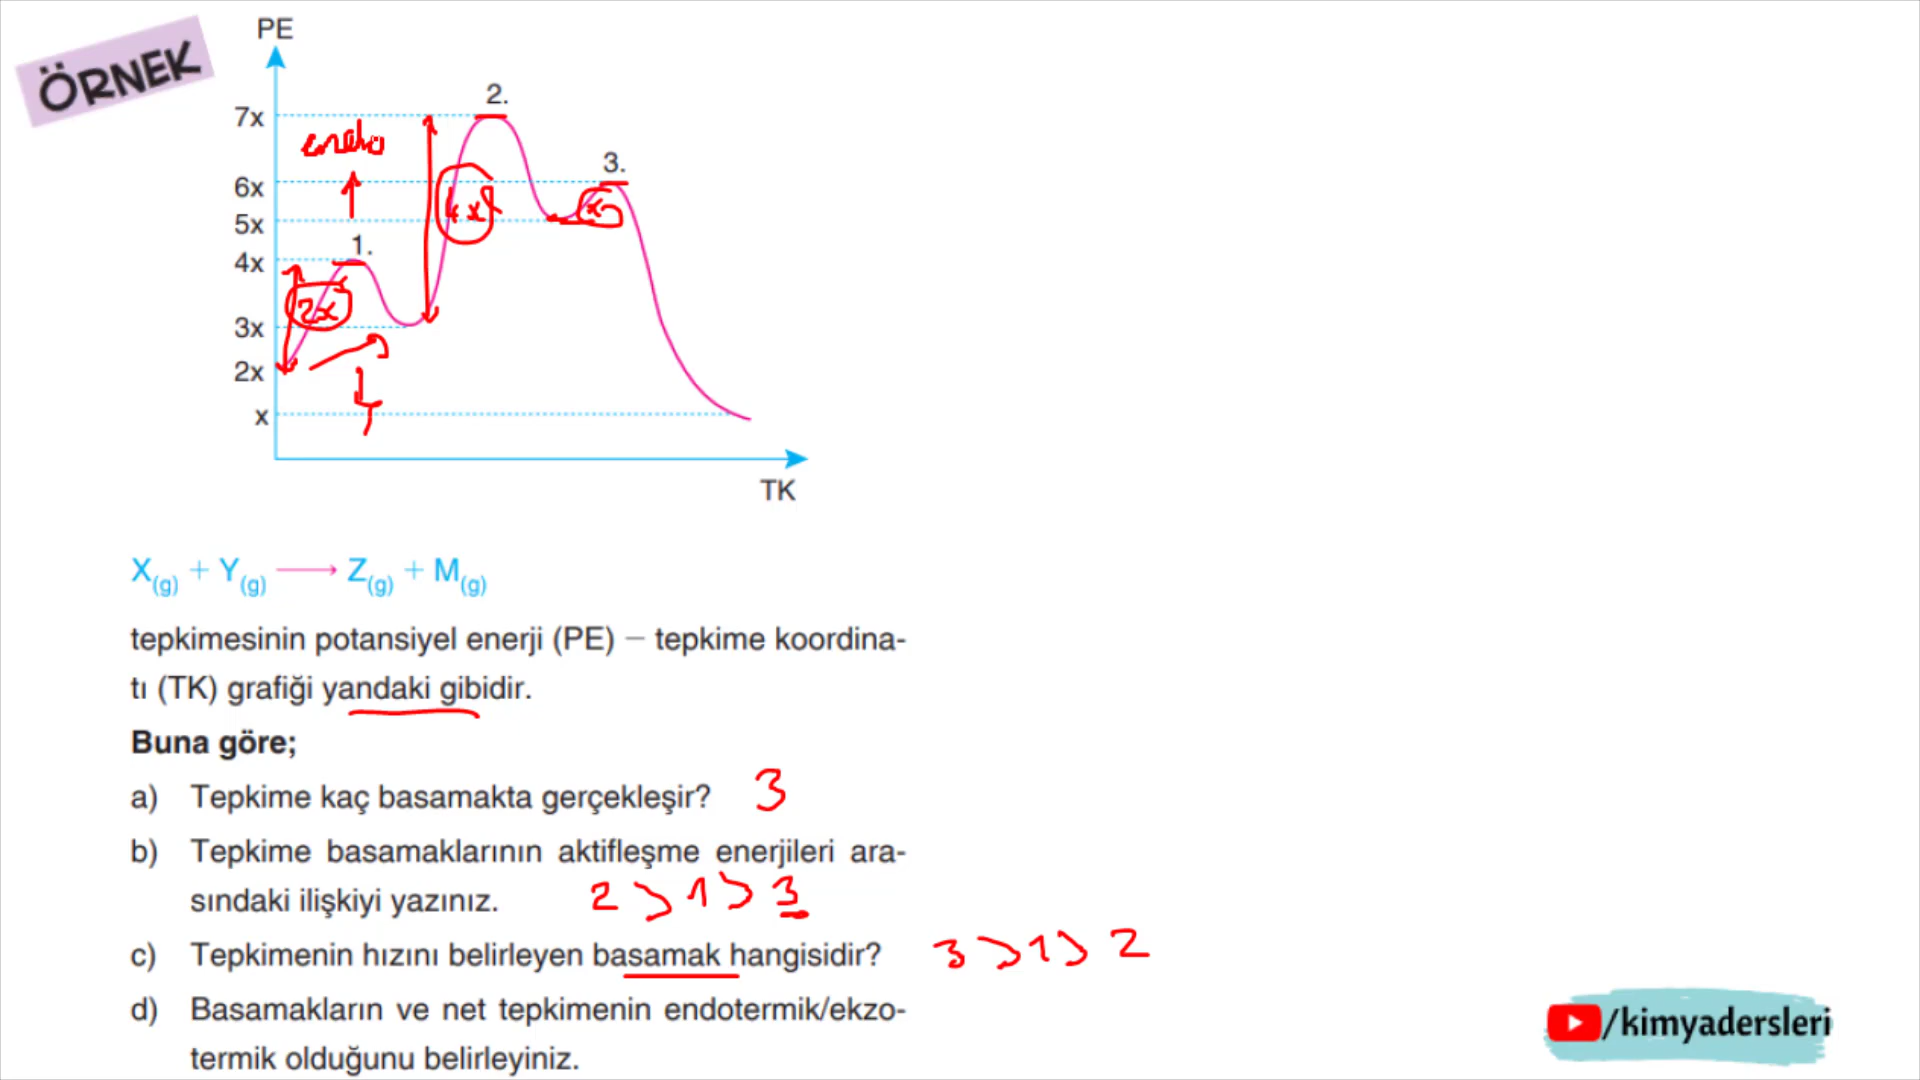 ÖRNEK
PE
7x
6x
5x
4x
3x
2x
x
1.
2.
3.
endo
2x
4x
x
TK
X(g) + Y(g) ⟶ Z(g) + M(g)
tepkimesinin potansiyel enerji (PE) – tepkime koordina-
tı (TK) grafiği yandaki gibidir.
Buna göre;
a) Tepkime kaç basamakta gerçekleşir? 3
b) Tepkime basamaklarının aktifleşme enerjileri ara-
sındaki ilişkiyi yazınız. 2 > 1 > 3
c) Tepkimenin hızını belirleyen basamak hangisidir? 3 > 1 > 2
d) Basamakların ve net tepkimenin endotermik/ekzo-
termik olduğunu belirleyiniz.
/kimyadersleri